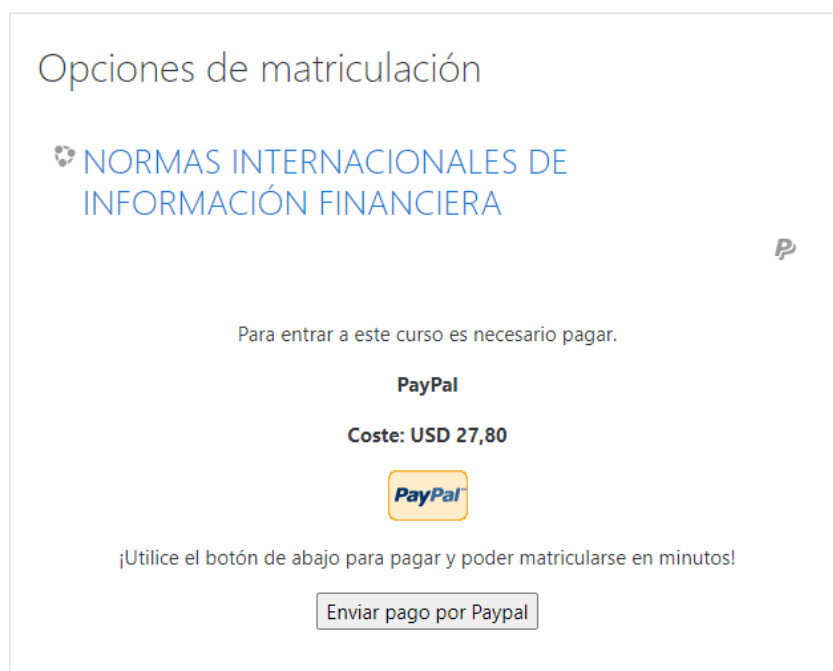 Opciones de matriculación
NORMAS INTERNACIONALES DE
INFORMACIÓN FINANCIERA
Para entrar a este curso es necesario pagar.
PayPal
Coste: USD 27,80
PayPal
¡Utilice el botón de abajo para pagar y poder matricularse en minutos!
Enviar pago por Paypal